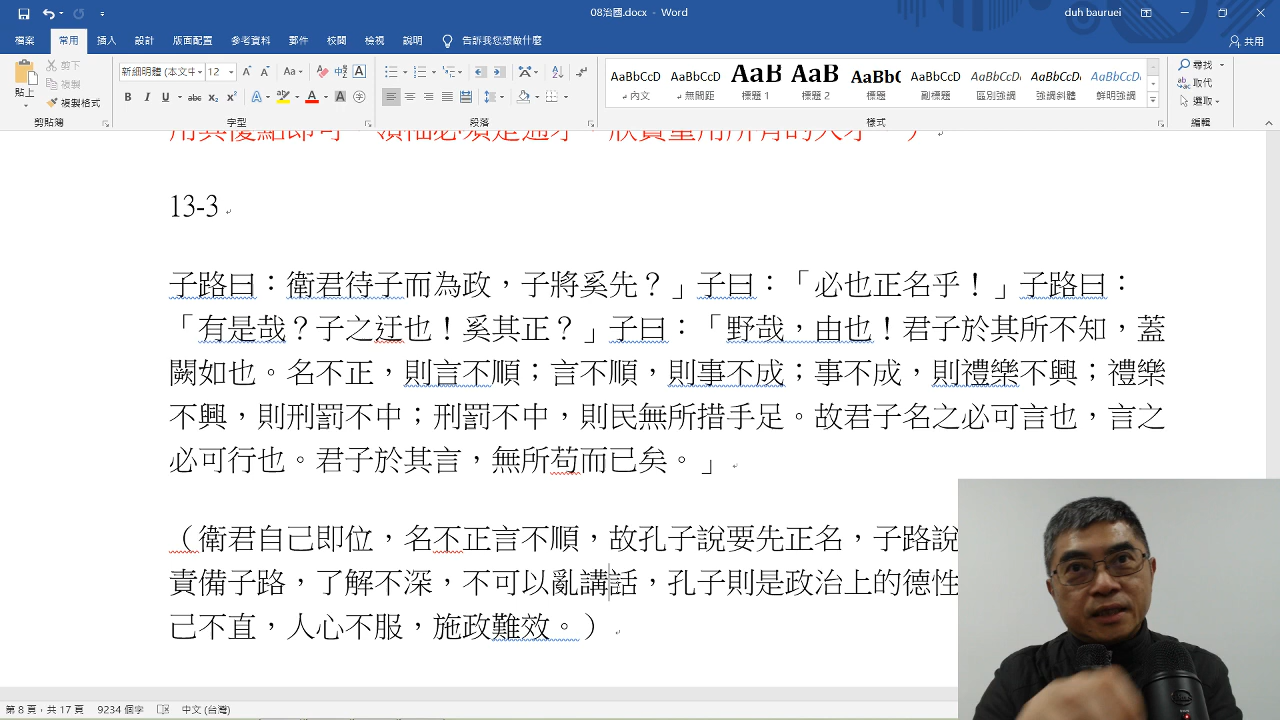 08治國.docx - Word
duh bauruei
檔案 常用 插入 設計 版面配置 參考資料 郵件 校閱 檢視 說明 告訴我您想做什麼 共用
貼上 剪下 複製 複製格式
新細明體 (本文中 12
AaBbCcD AaBbCcD AaB AaB AaBb( AaBbCcD AaBbCcDı AaBbCcDı AaBbCcDı
內文 無間距 標題 1 標題 2 標題 副標題 區別強調 強調斜體 鮮明強調
尋找 取代 選取
剪貼簿 字型 段落 樣式 編輯
13-3
子路曰：衛君待子而為政，子將奚先？」子曰：「必也正名乎！」子路曰：
「有是哉？子之迂也！奚其正？」子曰：「野哉，由也！君子於其所不知，蓋
闕如也。名不正，則言不順；言不順，則事不成；事不成，則禮樂不興；禮樂
不興，則刑罰不中；刑罰不中，則民無所措手足。故君子名之必可言也，言之
必可行也。君子於其言，無所苟而已矣。」
（衛君自己即位，名不正言不順，故孔子說要先正名，子路說
責備子路，了解不深，不可以亂講話，孔子則是政治上的德性
己不直，人心不服，施政難效。）
第 8 頁，共 17 頁 9234 個字 中文 (台灣)